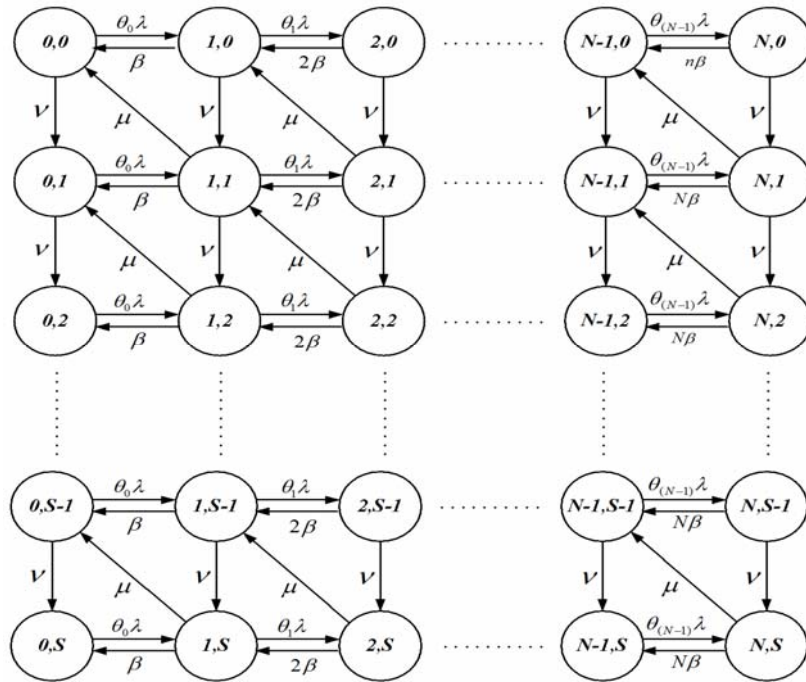 θ₀λ θ₁λ θ₍N-1₎λ
0,0 1,0 2,0 N-1,0 N,0
β 2β nβ
ν μ ν μ ν ν μ ν
θ₀λ θ₁λ θ₍N-1₎λ
0,1 1,1 2,1 N-1,1 N,1
β 2β Nβ
ν μ ν μ ν ν μ ν
θ₀λ θ₁λ θ₍N-1₎λ
0,2 1,2 2,2 N-1,2 N,2
β 2β Nβ
θ₀λ θ₁λ θ₍N-1₎λ
0,S-1 1,S-1 2,S-1 N-1,S-1 N,S-1
β 2β Nβ
ν μ ν μ ν ν μ ν
θ₀λ θ₁λ θ₍N-1₎λ
0,S 1,S 2,S N-1,S N,S
β 2β Nβ